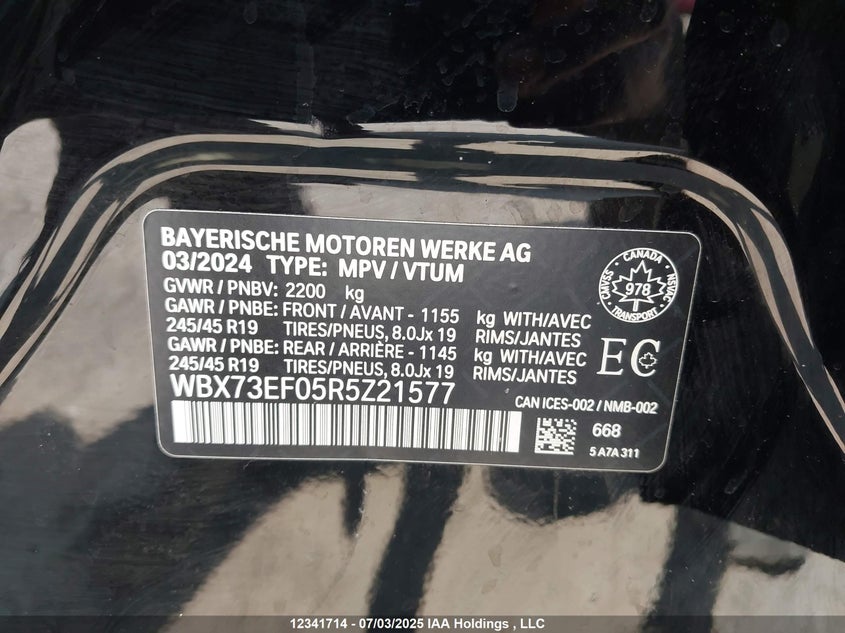 BAYERISCHE MOTOREN WERKE AG
03/2024 TYPE: MPV / VTUM
GVWR / PNBV: 2200 kg
GAWR / PNBE: FRONT / AVANT - 1155 kg WITH/AVEC
245/45 R19 TIRES/PNEUS, 8.0Jx 19 RIMS/JANTES
GAWR / PNBE: REAR / ARRIÈRE - 1145 kg WITH/AVEC
245/45 R19 TIRES/PNEUS, 8.0Jx 19 RIMS/JANTES
WBX73EF05R5Z21577
CANADA
CMVSS 978 NSVAC
TRANSPORT
EC
CAN ICES-002 / NMB-002
668
5 A7A 311
12341714 - 07/03/2025 IAA Holdings , LLC